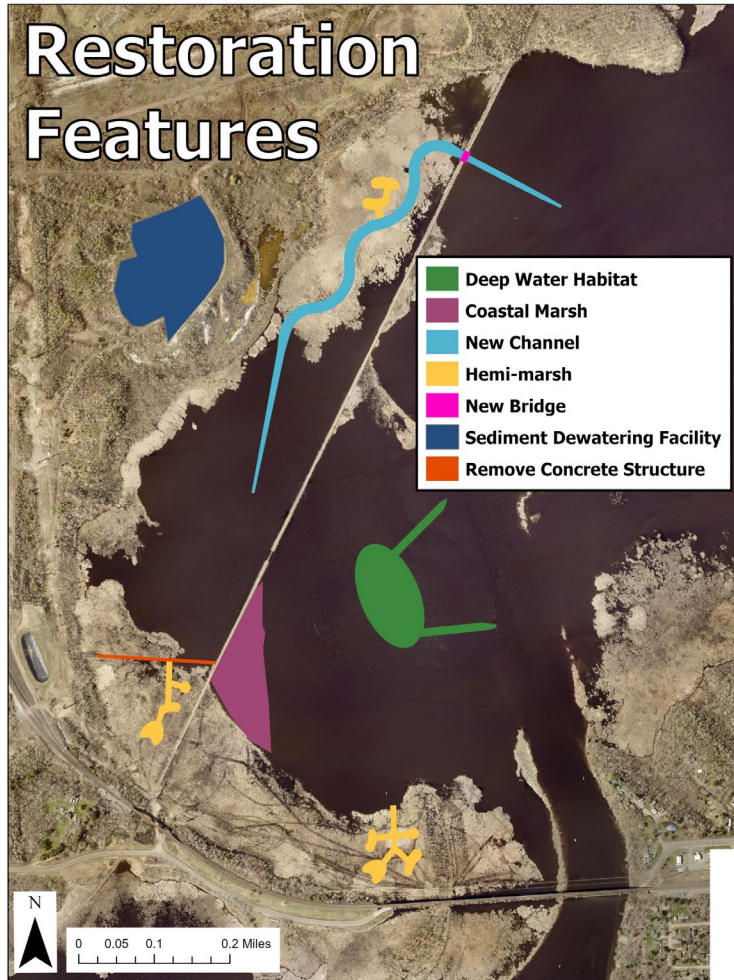 Restoration
Features
Deep Water Habitat
Coastal Marsh
New Channel
Hemi-marsh
New Bridge
Sediment Dewatering Facility
Remove Concrete Structure
N
0 0.05 0.1 0.2 Miles